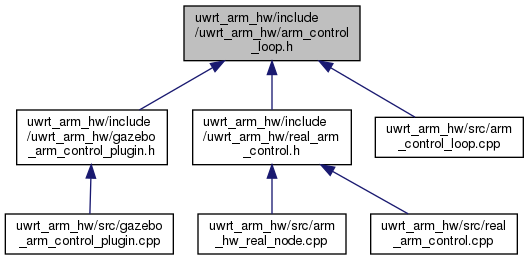 uwrt_arm_hw/include
/uwrt_arm_hw/arm_control
_loop.h
uwrt_arm_hw/include
/uwrt_arm_hw/gazebo
_arm_control_plugin.h
uwrt_arm_hw/include
/uwrt_arm_hw/real_arm
_control.h
uwrt_arm_hw/src/arm
_control_loop.cpp
uwrt_arm_hw/src/gazebo
_arm_control_plugin.cpp
uwrt_arm_hw/src/arm
_hw_real_node.cpp
uwrt_arm_hw/src/real
_arm_control.cpp